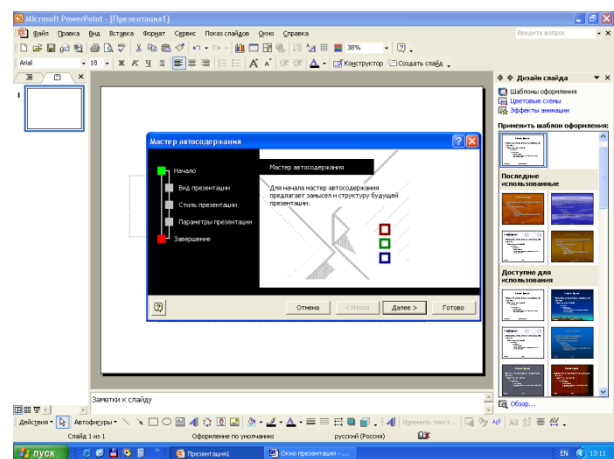 Microsoft PowerPoint - [Презентация1]
Файл Правка Вид Вставка Формат Сервис Показ слайдов Окно Справка
Введите вопрос
38%
Arial 18 Ж К Ч S Конструктор Создать слайд
Дизайн слайда
Шаблоны оформления
Цветовые схемы
Эффекты анимации
Применить шаблон оформления:
1
Мастер автосодержания
Начало
Вид презентации
Стиль презентации
Параметры презентации
Завершение
Мастер автосодержания
Для начала мастер автосодержания
предлагает замысел и структуру будущей
презентации.
Отмена < Назад Далее > Готово
Последние
использованные
Доступно для
использования
Обзор...
Заметки к слайду
Действия Автофигуры
Изменить текст...
Слайд 1 из 1 Оформление по умолчанию русский (Россия)
пуск Презентация1 Окно презентации - ... EN 13:11